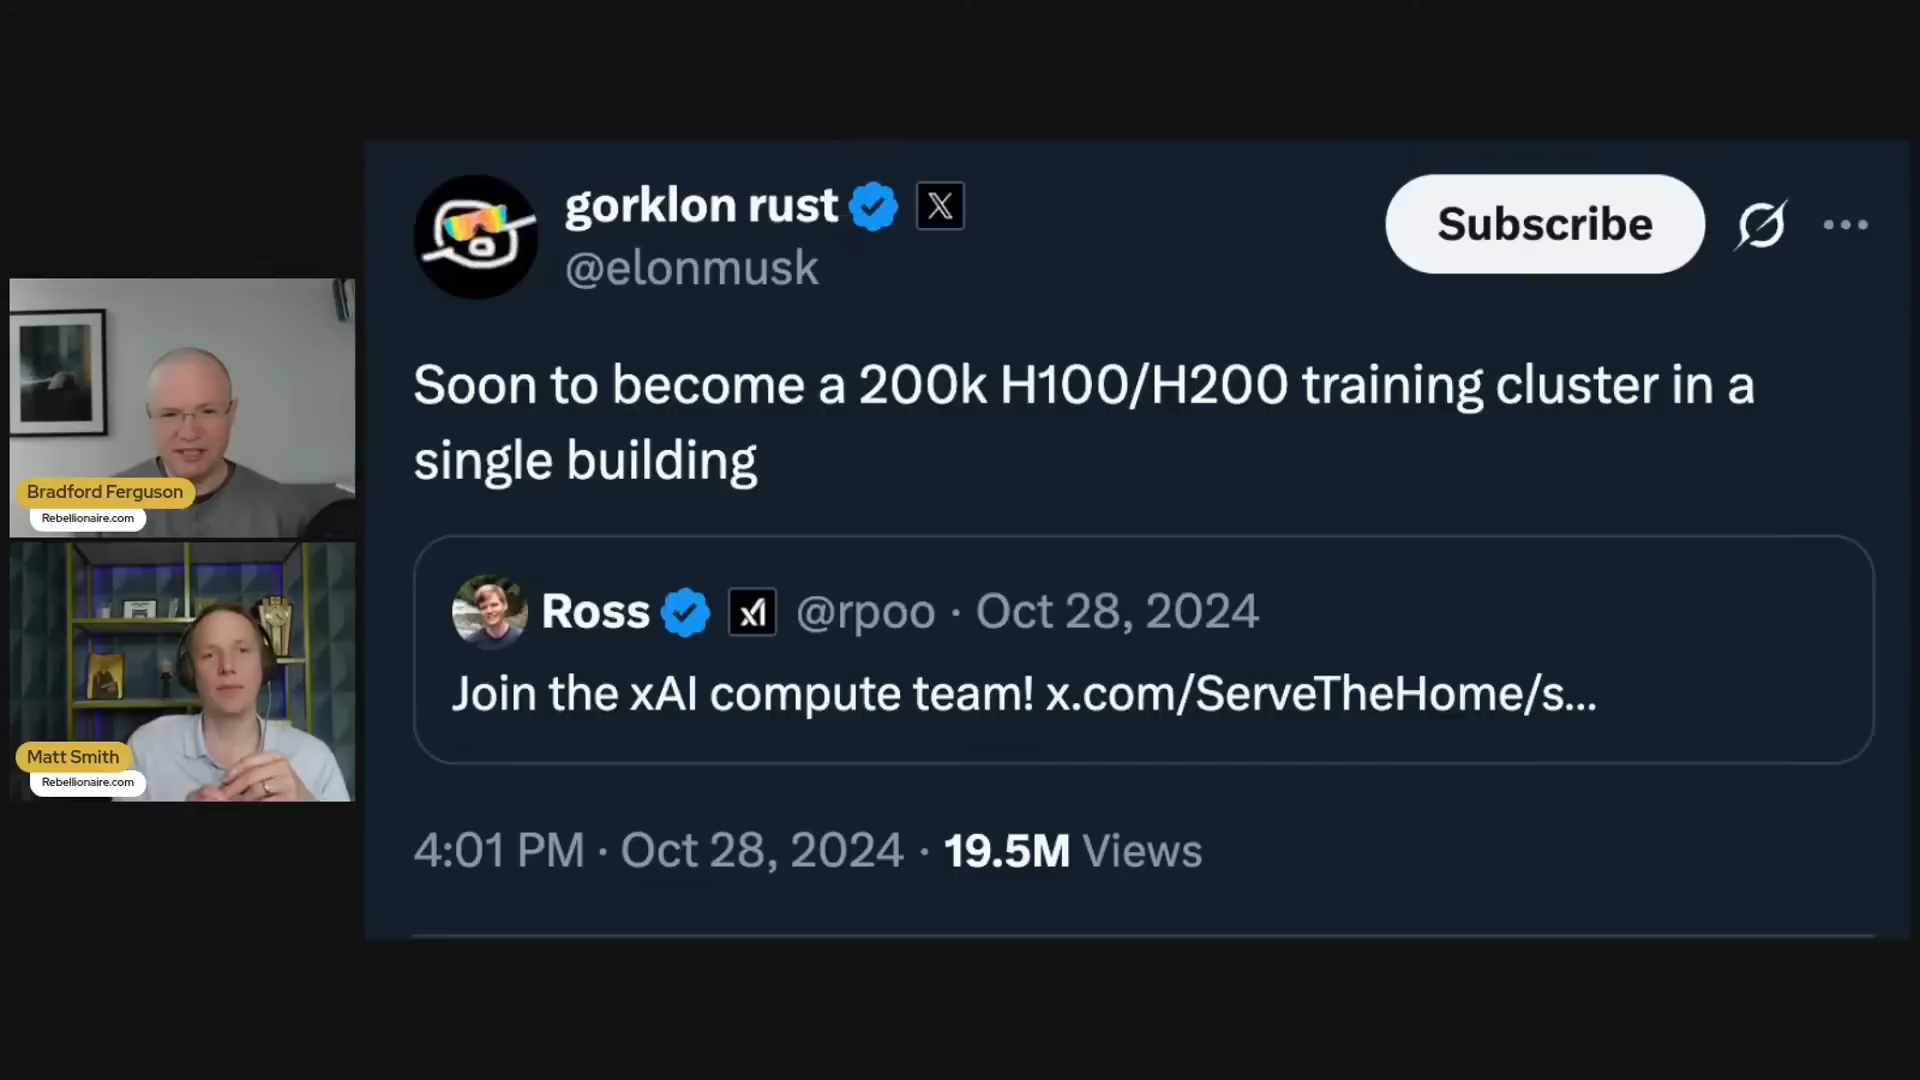 gorklon rust
@elonmusk
Subscribe
Soon to become a 200k H100/H200 training cluster in a
single building
Ross xI @rpoo · Oct 28, 2024
Join the xAI compute team! x.com/ServeTheHome/s...
4:01 PM · Oct 28, 2024 · 19.5M Views
Bradford Ferguson
Rebellionaire.com
Matt Smith
Rebellionaire.com